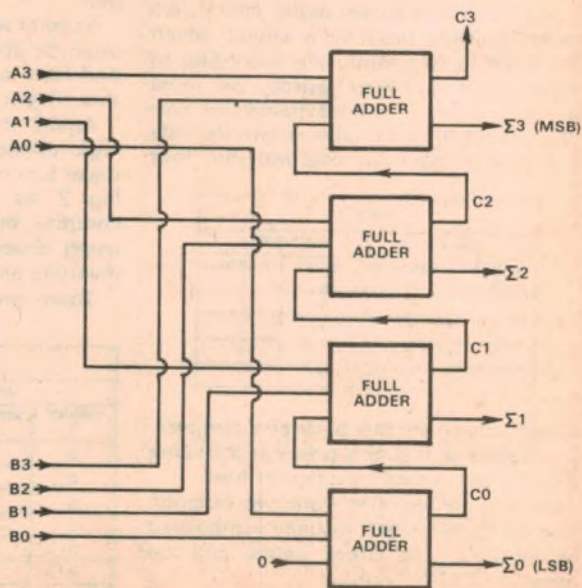 C3
A3
A2
A1
A0
FULL
ADDER
Σ3 (MSB)
C2
FULL
ADDER
Σ2
C1
FULL
ADDER
Σ1
C0
B3
B2
B1
B0
0
FULL
ADDER
Σ0 (LSB)